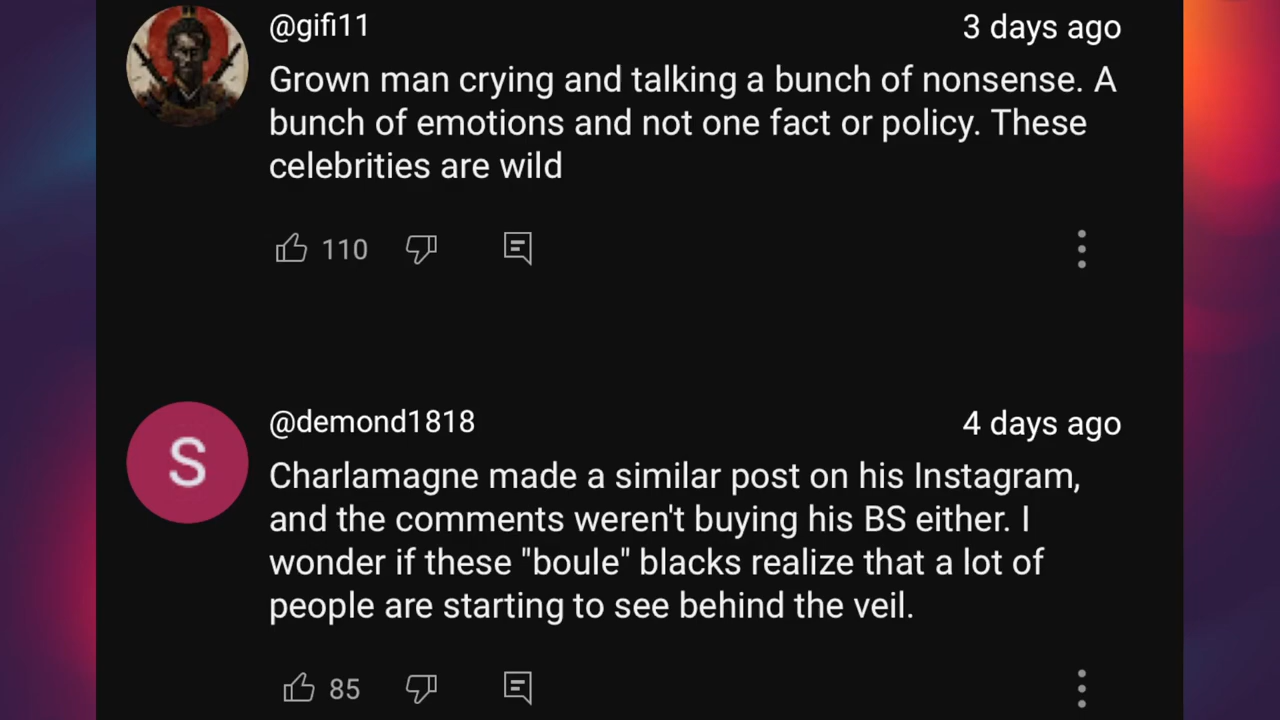 @gifi11
3 days ago
Grown man crying and talking a bunch of nonsense. A
bunch of emotions and not one fact or policy. These
celebrities are wild
110
@demond1818
4 days ago
S
Charlamagne made a similar post on his Instagram,
and the comments weren't buying his BS either. I
wonder if these "boule" blacks realize that a lot of
people are starting to see behind the veil.
85